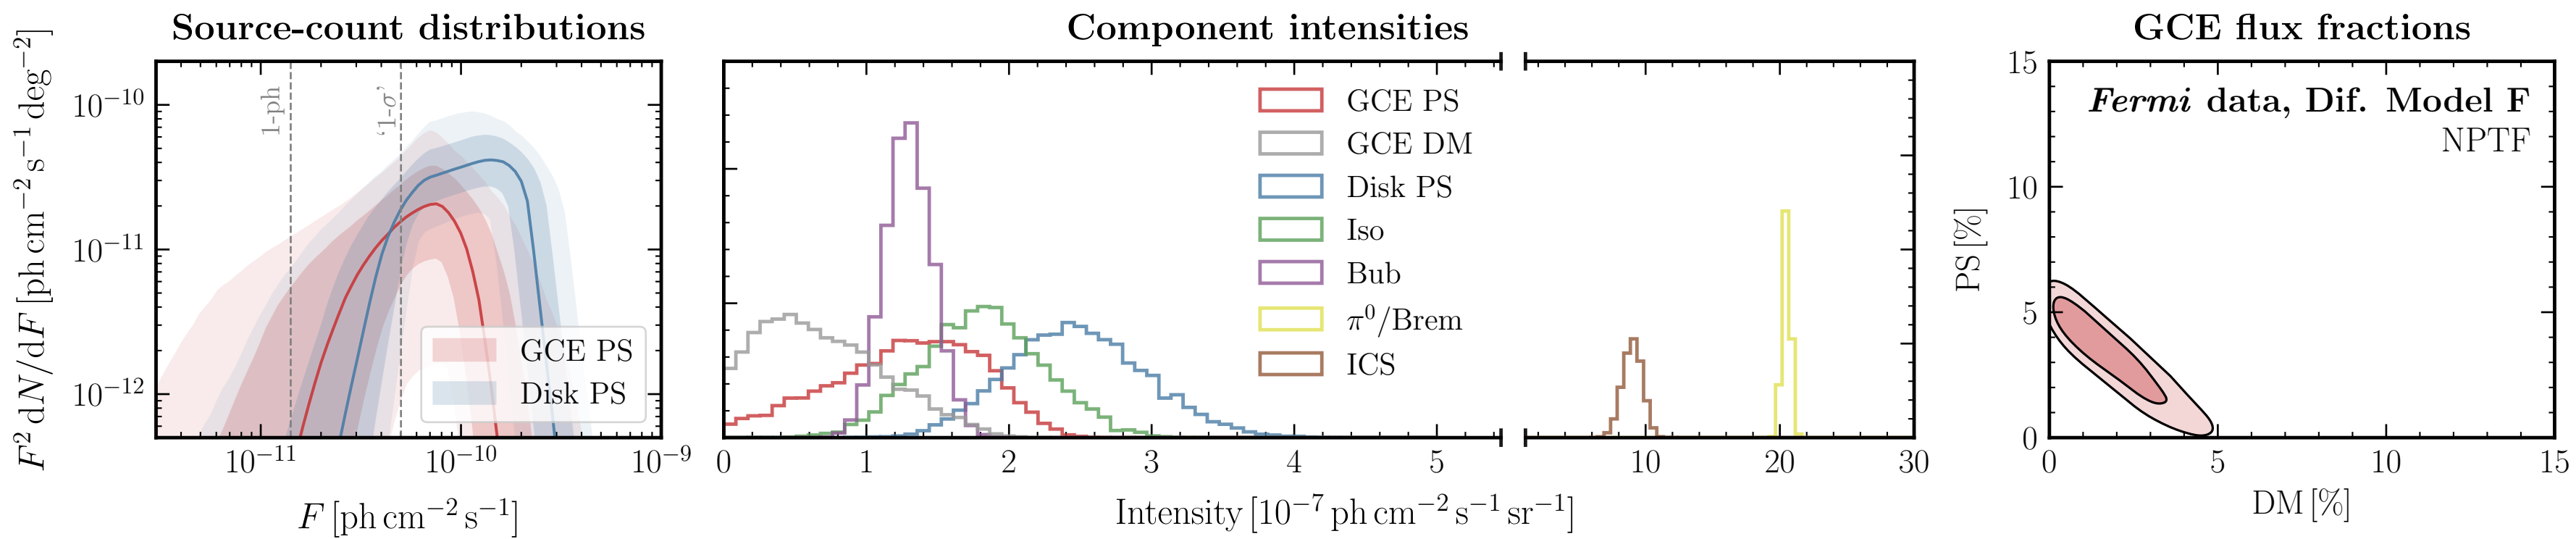 Source-count distributions
F² dN/dF [ph cm⁻² s⁻¹ deg⁻²]
10⁻¹⁰
10⁻¹¹
10⁻¹²
1-ph
‘1-σ’
GCE PS
Disk PS
10⁻¹¹ 10⁻¹⁰ 10⁻⁹
F [ph cm⁻² s⁻¹]
Component intensities
GCE PS
GCE DM
Disk PS
Iso
Bub
π⁰/Brem
ICS
0 1 2 3 4 5 10 20 30
Intensity [10⁻⁷ ph cm⁻² s⁻¹ sr⁻¹]
GCE flux fractions
Fermi data, Dif. Model F
NPTF
PS [%]
15
10
5
0
0 5 10 15
DM [%]